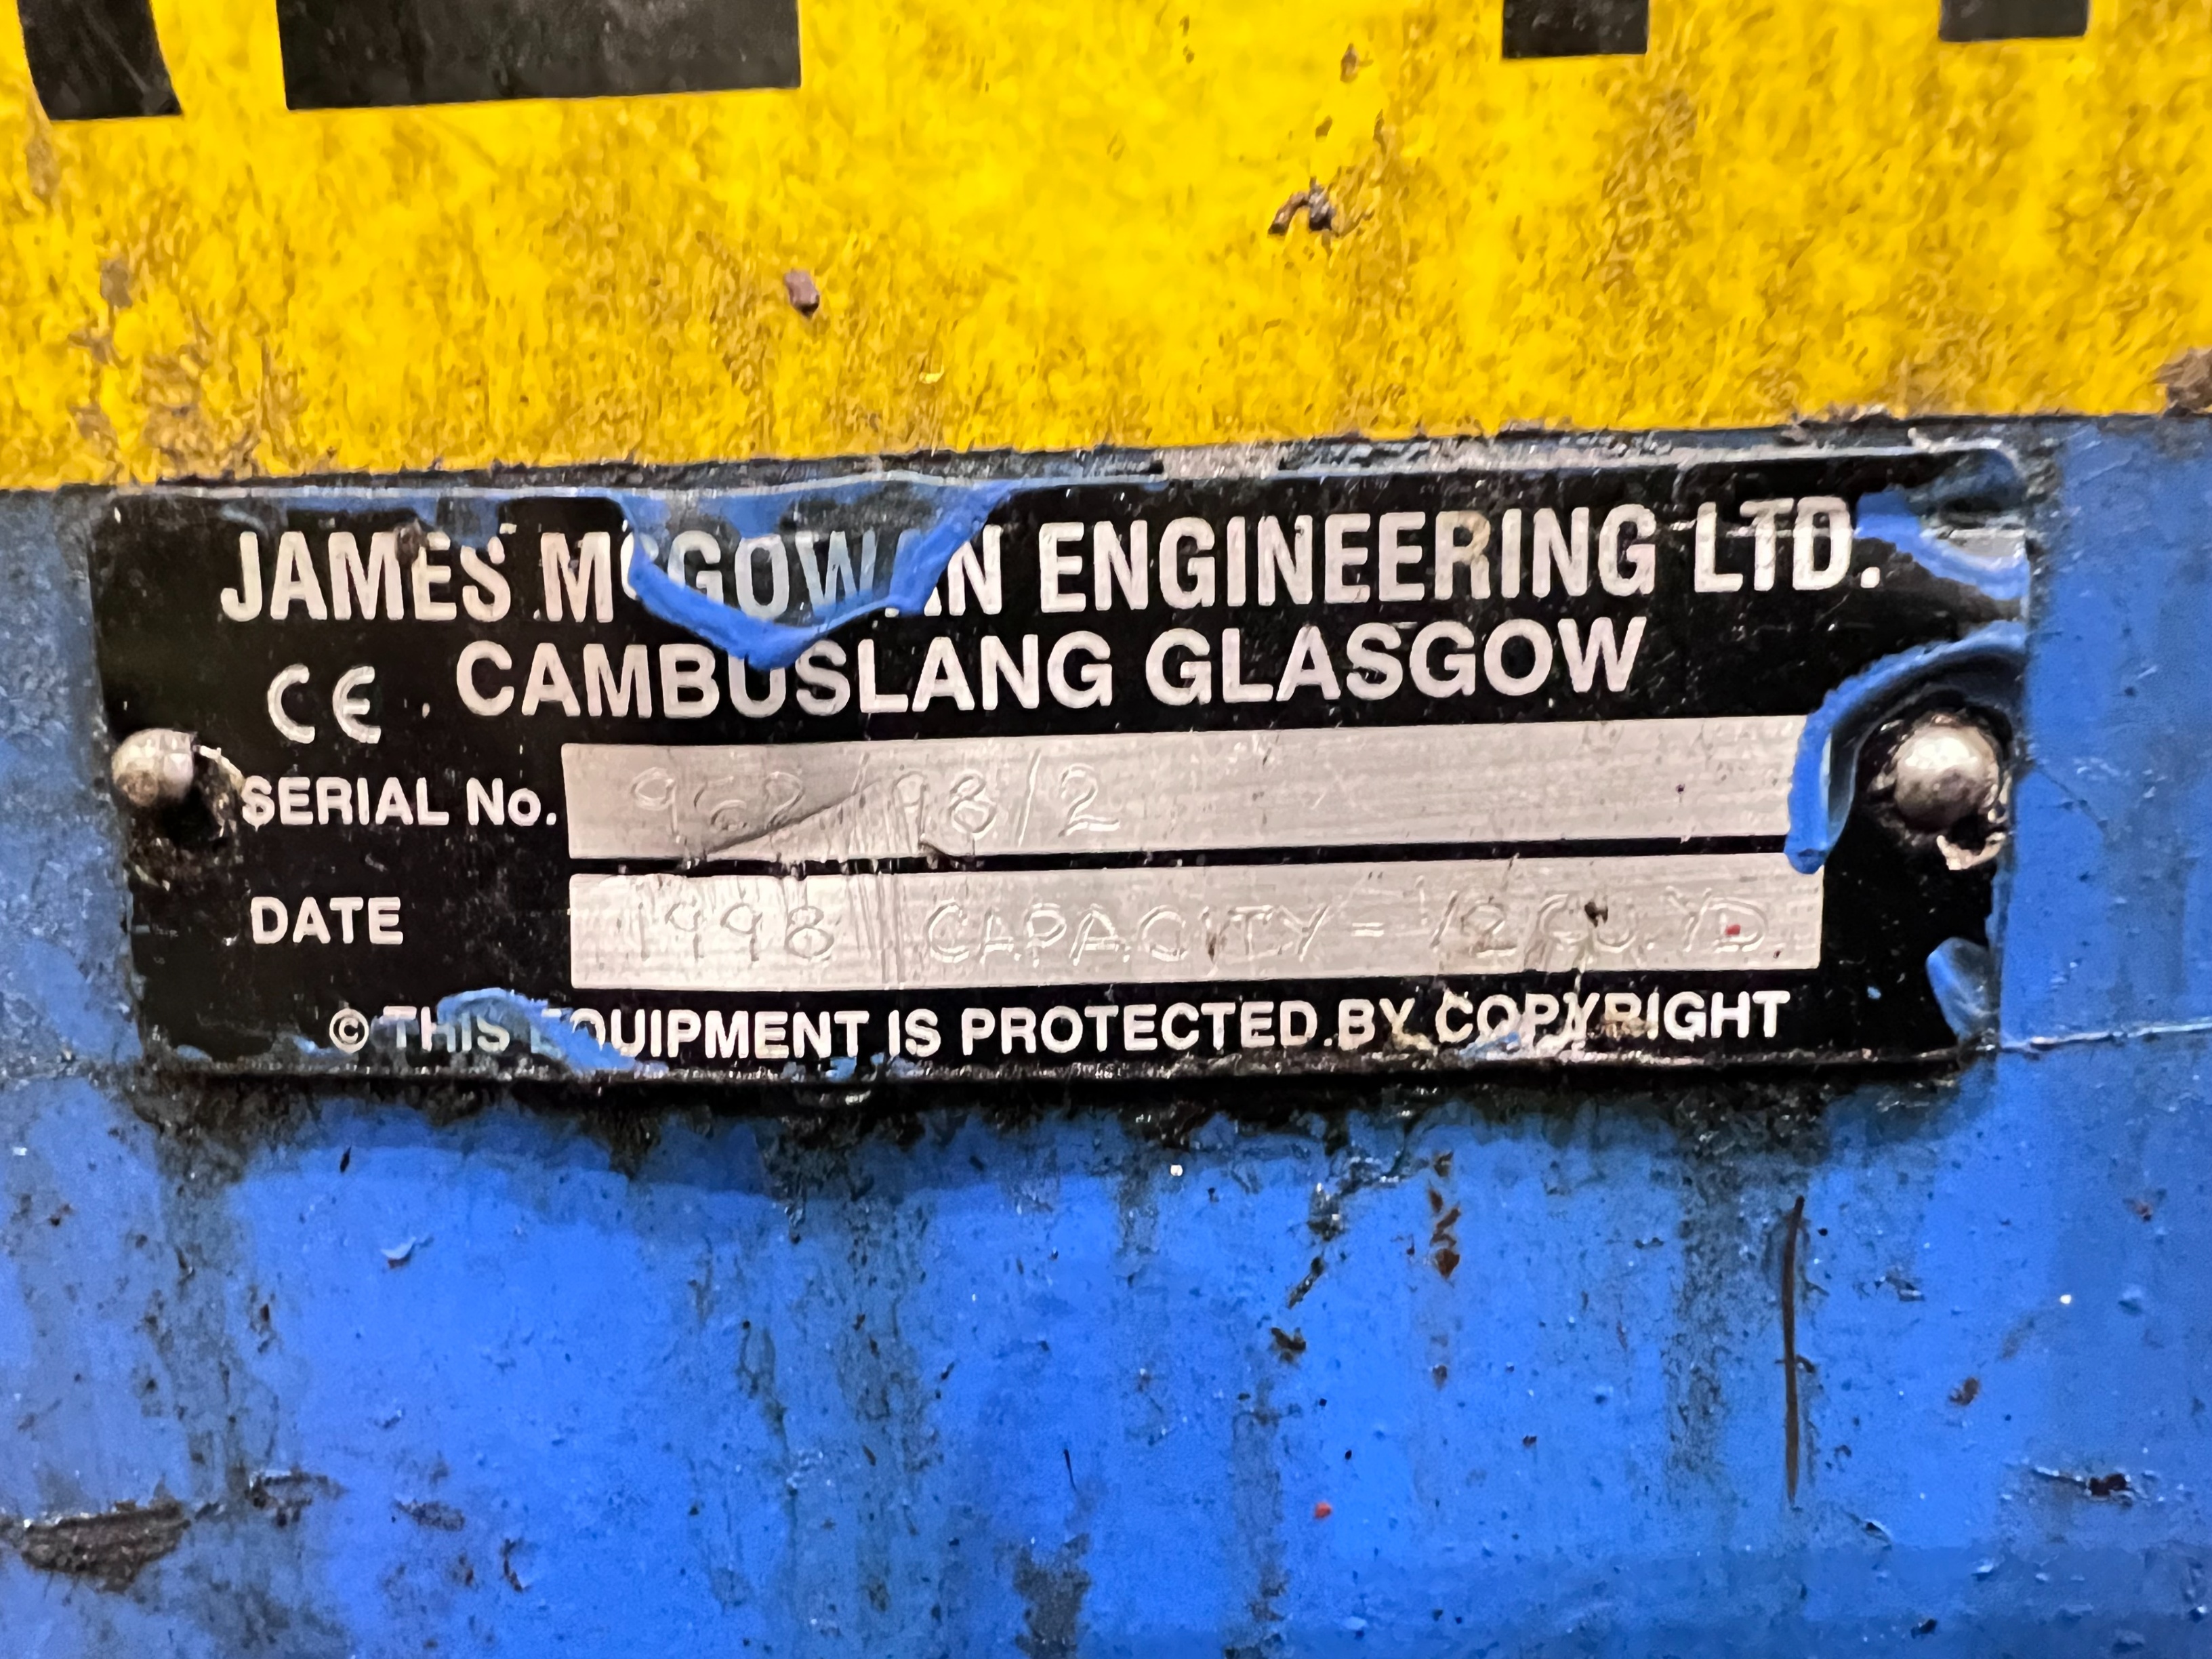 JAMES McGOWAN ENGINEERING LTD.
CE CAMBUSLANG GLASGOW
SERIAL No. 962/98/2
DATE 1998 CAPACITY = 12 CU.YD
© THIS EQUIPMENT IS PROTECTED BY COPYRIGHT